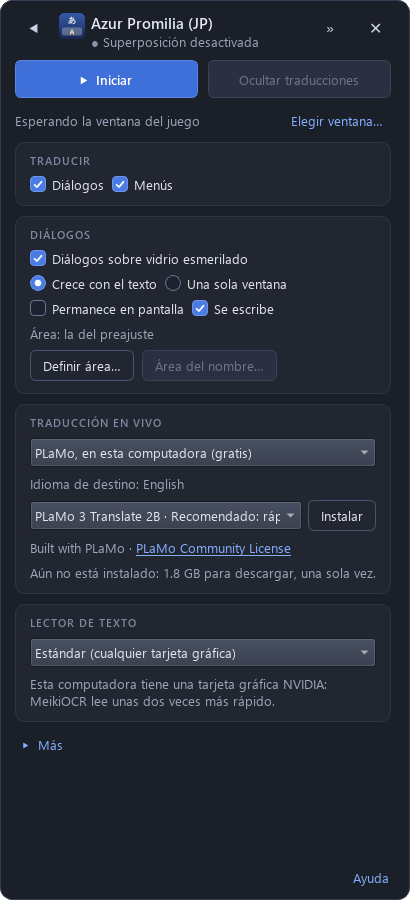 あ
A
Azur Promilia (JP)
Superposición desactivada
»
Iniciar
Ocultar traducciones
Esperando la ventana del juego
Elegir ventana...
TRADUCIR
Diálogos
Menús
DIÁLOGOS
Diálogos sobre vidrio esmerilado
Crece con el texto
Una sola ventana
Permanece en pantalla
Se escribe
Área: la del preajuste
Definir área...
Área del nombre...
TRADUCCIÓN EN VIVO
PLaMo, en esta computadora (gratis)
Idioma de destino: English
PLaMo 3 Translate 2B · Recomendado: ráp
Instalar
Built with PLaMo · PLaMo Community License
Aún no está instalado: 1.8 GB para descargar, una sola vez.
LECTOR DE TEXTO
Estándar (cualquier tarjeta gráfica)
Esta computadora tiene una tarjeta gráfica NVIDIA:
MeikiOCR lee unas dos veces más rápido.
Más
Ayuda